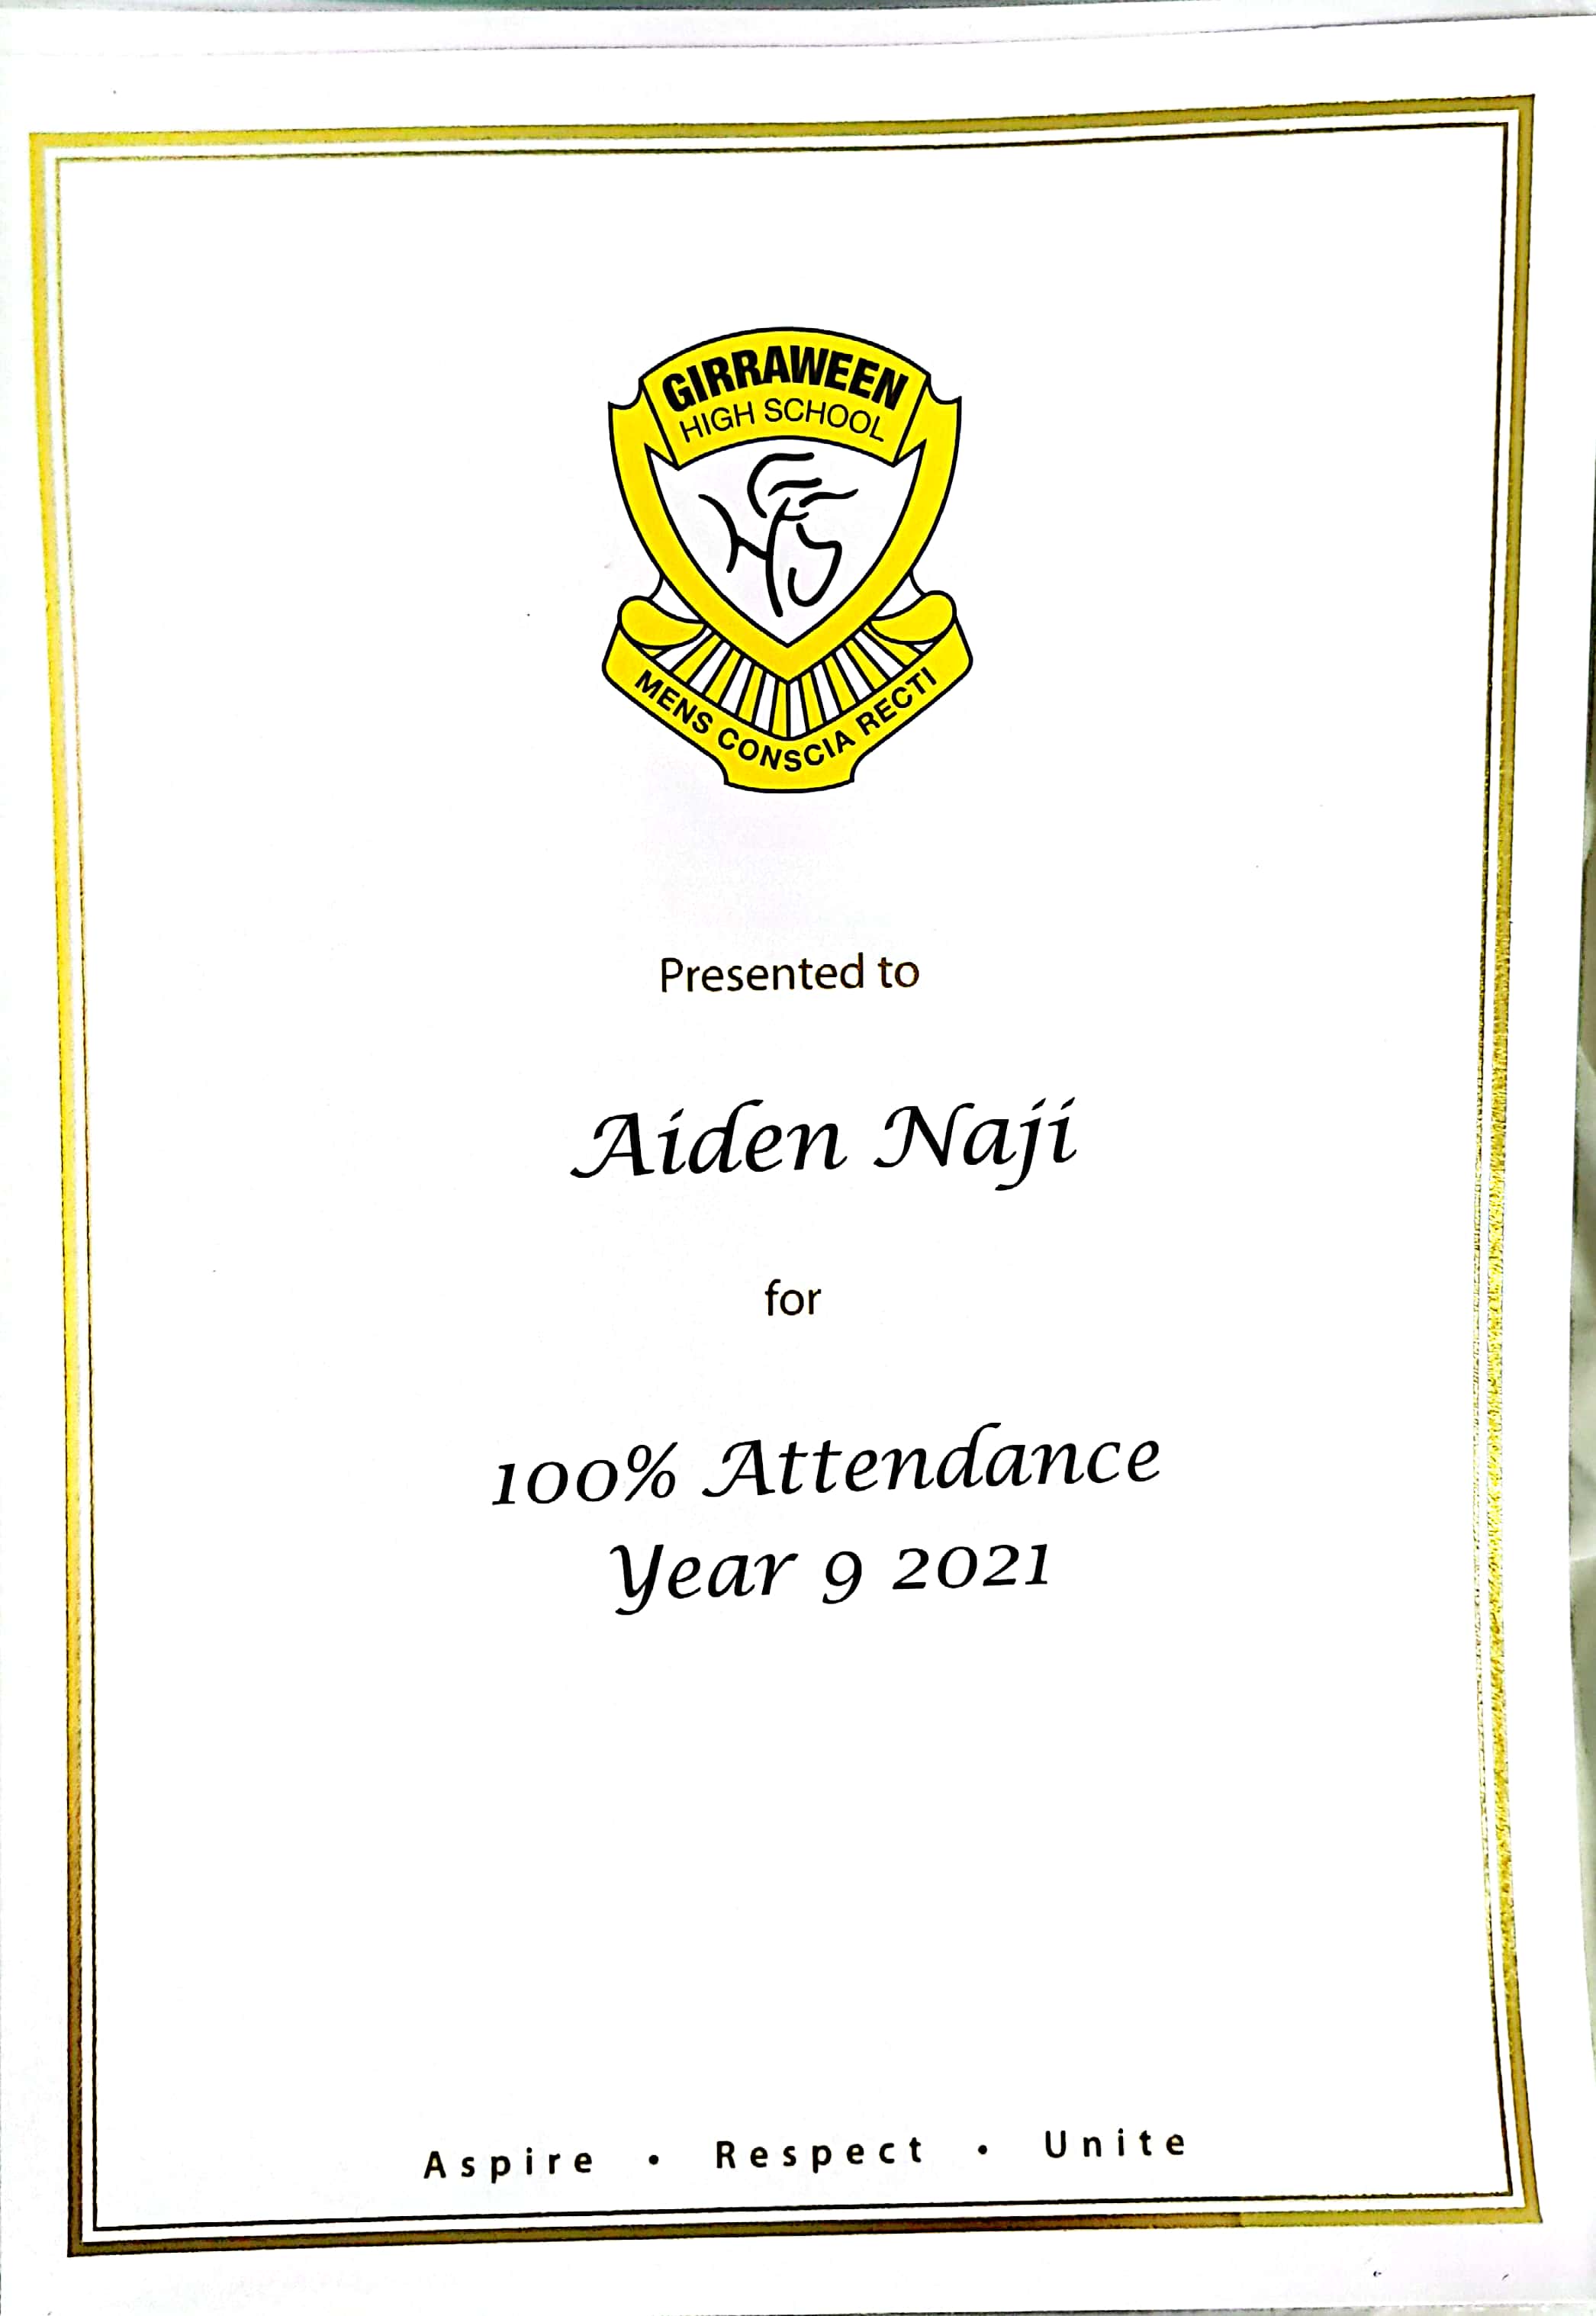 GIRRAWEEN
HIGH SCHOOL
MENS CONSCIA RECTI
Presented to
Aiden Naji
for
100% Attendance
Year 9 2021
Aspire • Respect • Unite